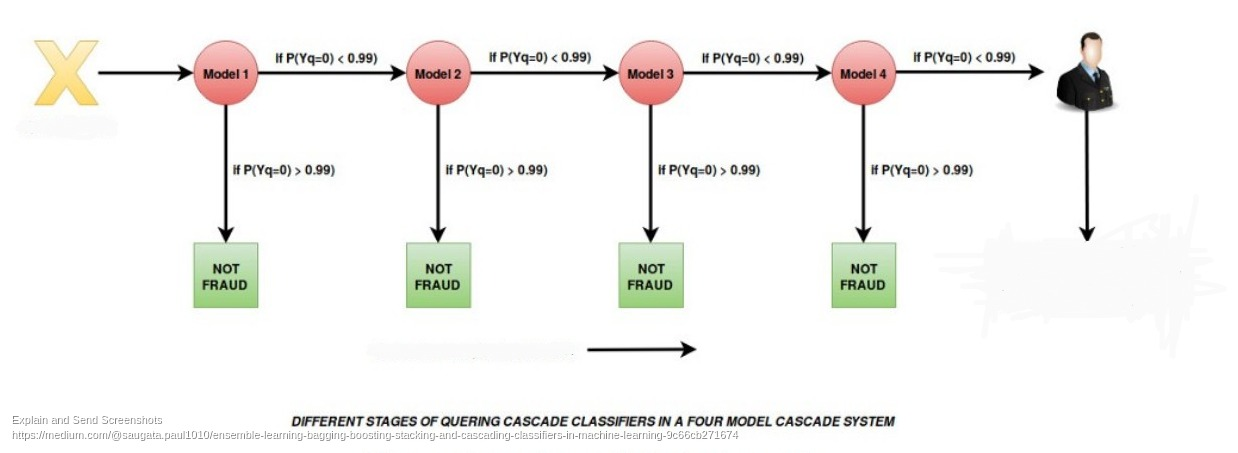 X
if P(Yq=0) < 0.99)
if P(Yq=0) < 0.99)
if P(Yq=0) < 0.99)
if P(Yq=0) < 0.99)
Model 1
Model 2
Model 3
Model 4
if P(Yq=0) > 0.99)
if P(Yq=0) > 0.99)
if P(Yq=0) > 0.99)
if P(Yq=0) > 0.99)
NOT
FRAUD
NOT
FRAUD
NOT
FRAUD
NOT
FRAUD
DIFFERENT STAGES OF QUERING CASCADE CLASSIFIERS IN A FOUR MODEL CASCADE SYSTEM
Explain and Send Screenshots
https://medium.com/@saugata.paul1010/ensemble-learning-bagging-boosting-stacking-and-cascading-classifiers-in-machine-learning-9c66cb271674